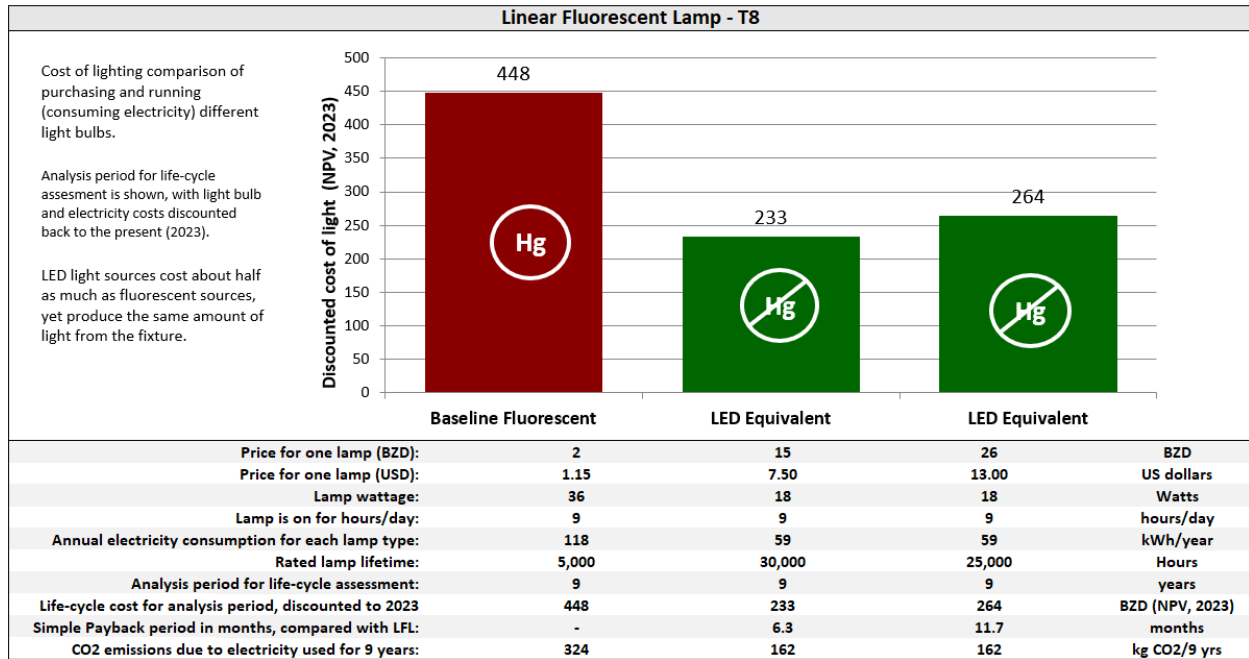 Linear Fluorescent Lamp - T8
Cost of lighting comparison of
purchasing and running
(consuming electricity) different
light bulbs.
Analysis period for life-cycle
assesment is shown, with light bulb
and electricity costs discounted
back to the present (2023).
LED light sources cost about half
as much as fluorescent sources,
yet produce the same amount of
light from the fixture.
Discounted cost of light (NPV, 2023)
500
450
400
350
300
250
200
150
100
50
0
448
233
264
Hg
Hg
Hg
Baseline Fluorescent LED Equivalent LED Equivalent
Price for one lamp (BZD): 2 15 26 BZD
Price for one lamp (USD): 1.15 7.50 13.00 US dollars
Lamp wattage: 36 18 18 Watts
Lamp is on for hours/day: 9 9 9 hours/day
Annual electricity consumption for each lamp type: 118 59 59 kWh/year
Rated lamp lifetime: 5,000 30,000 25,000 Hours
Analysis period for life-cycle assessment: 9 9 9 years
Life-cycle cost for analysis period, discounted to 2023 448 233 264 BZD (NPV, 2023)
Simple Payback period in months, compared with LFL: - 6.3 11.7 months
CO2 emissions due to electricity used for 9 years: 324 162 162 kg CO2/9 yrs